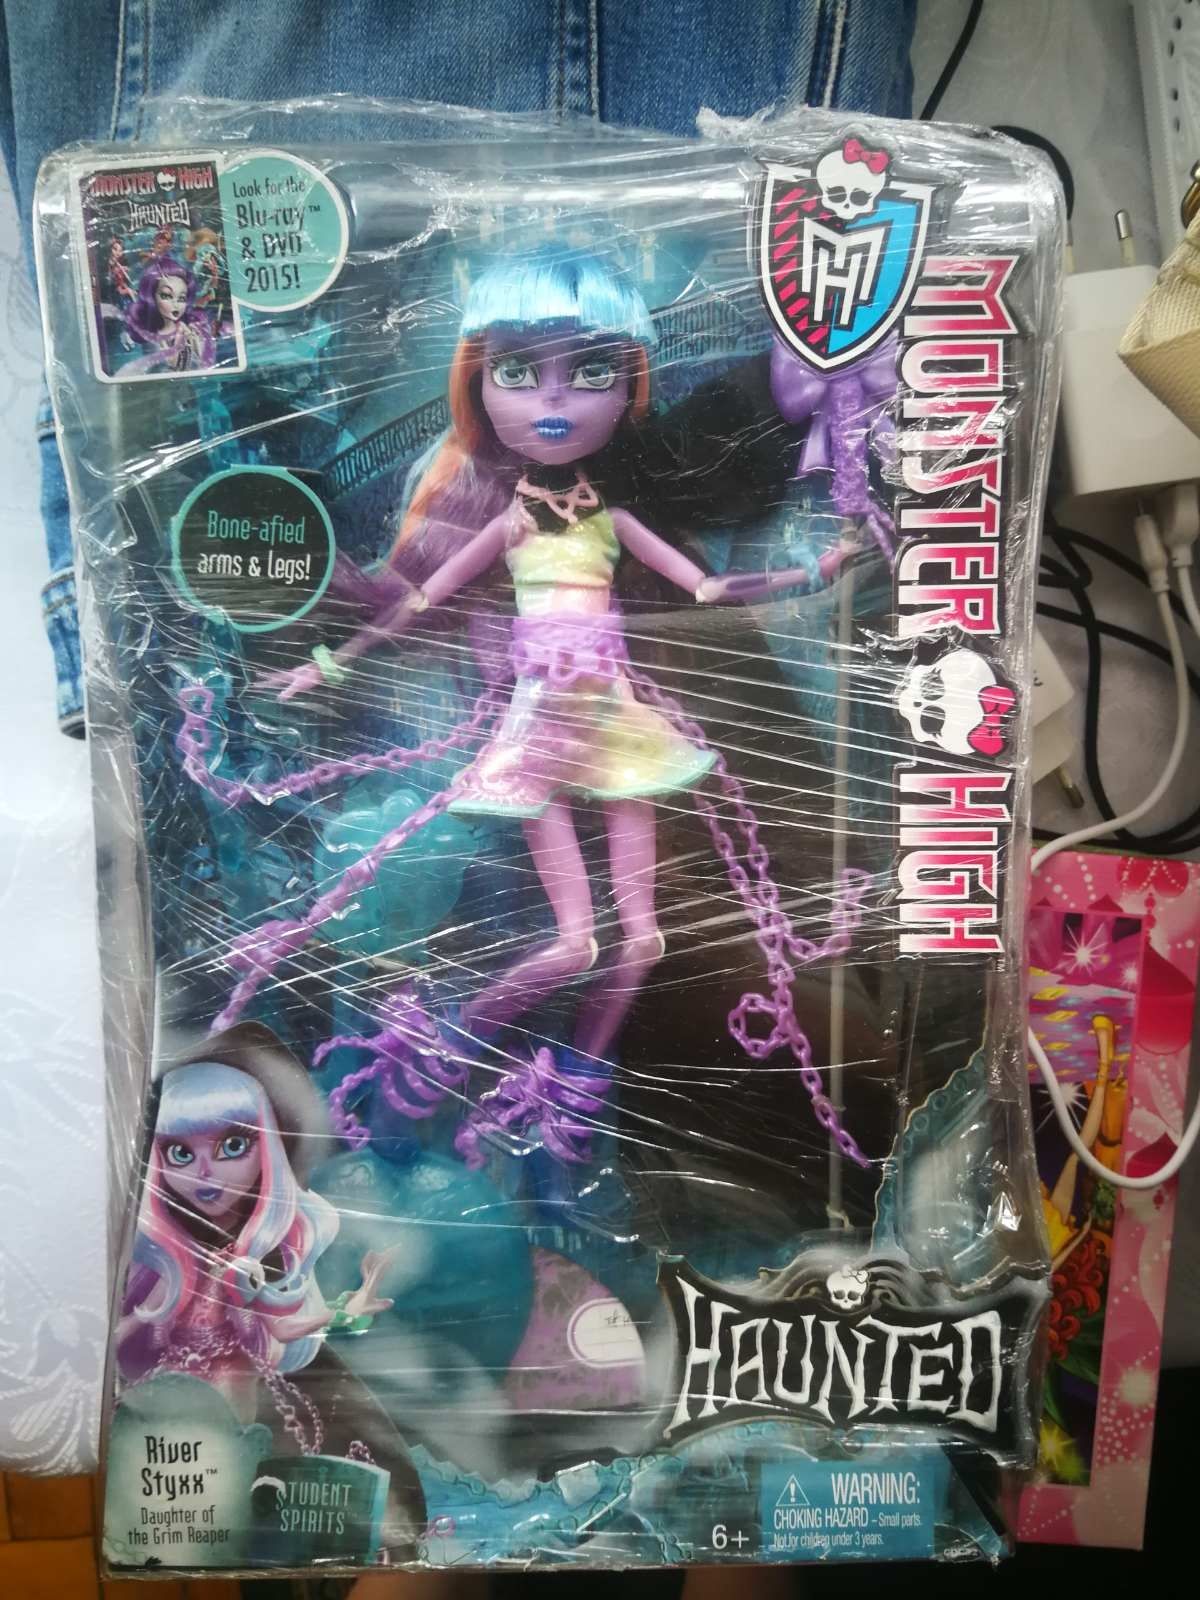 MONSTER HIGH
HAUNTED
Look for the
Blu-ray™
& DVD
2015!
MH
MONSTER HIGH™
Bone-afied
arms & legs!
HAUNTED
River
Styxx™
Daughter of
the Grim Reaper
STUDENT
SPIRITS
6+
WARNING:
CHOKING HAZARD – Small parts.
Not for children under 3 years.